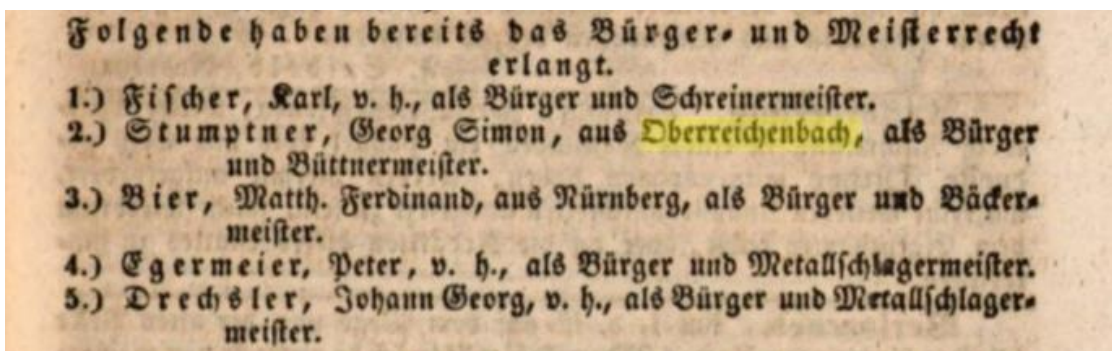 Folgende haben bereits das Bürger- und Meisterrecht
erlangt.
1.) Fischer, Karl, v. h., als Bürger und Schreinermeister.
2.) Stumptner, Georg Simon, aus Oberreichenbach, als Bürger
und Büttnermeister.
3.) Bier, Matth. Ferdinand, aus Nürnberg, als Bürger und Bäcker-
meister.
4.) Egermeier, Peter, v. h., als Bürger und Metallschlagermeister.
5.) Drechsler, Johann Georg, v. h., als Bürger und Metallschlager-
meister.